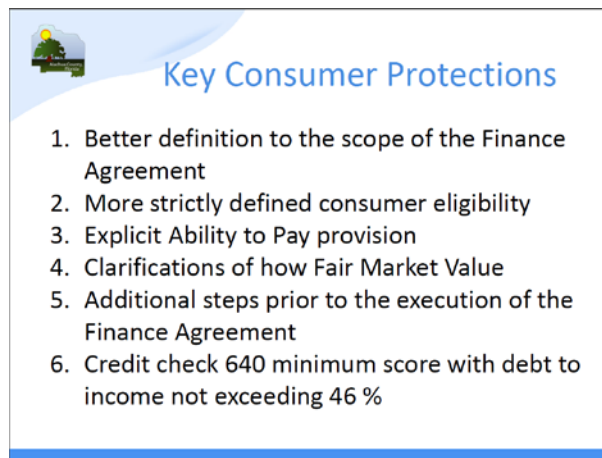 Key Consumer Protections
1. Better definition to the scope of the Finance
Agreement
2. More strictly defined consumer eligibility
3. Explicit Ability to Pay provision
4. Clarifications of how Fair Market Value
5. Additional steps prior to the execution of the
Finance Agreement
6. Credit check 640 minimum score with debt to
income not exceeding 46 %